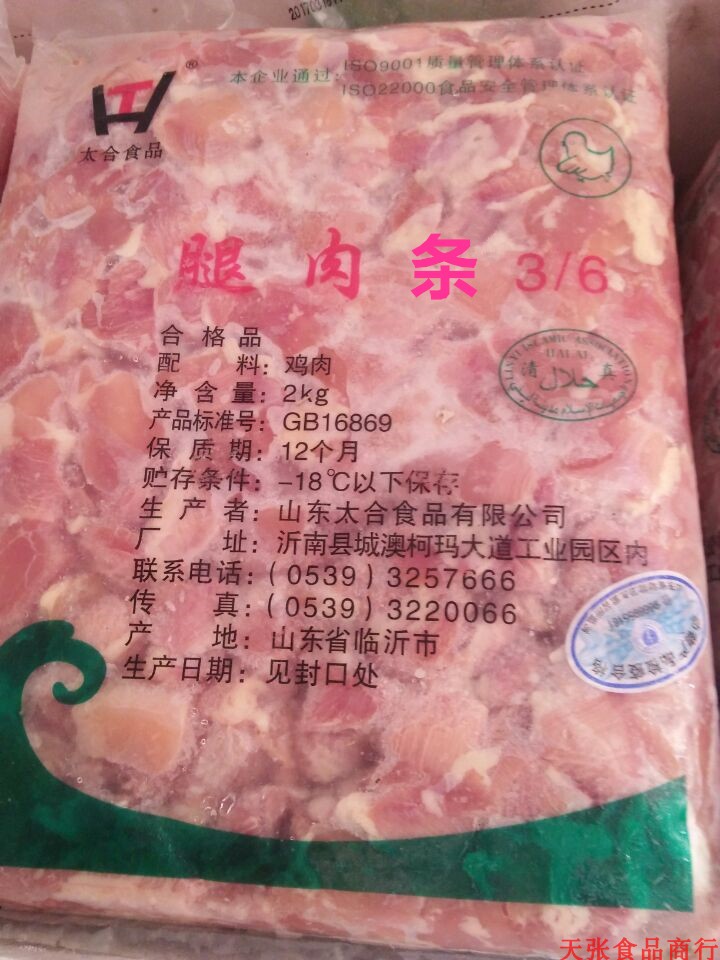 本企业通过:
ISO9001质量管理体系认证
ISO22000食品安全管理体系认证
TH®
太合食品
腿肉条 3/6
合格品
配料:鸡肉
净含量:2kg
产品标准号:GB16869
保质期:12个月
贮存条件:-18℃以下保存
生产者:山东太合食品有限公司
厂址:沂南县城澳柯玛大道工业园区内
联系电话:(0539)3257666
传真:(0539)3220066
产地:山东省临沂市
生产日期:见封口处
LINYI ISLAMIC ASSOCIATION
HALAL
清 حلال 真
天张食品商行